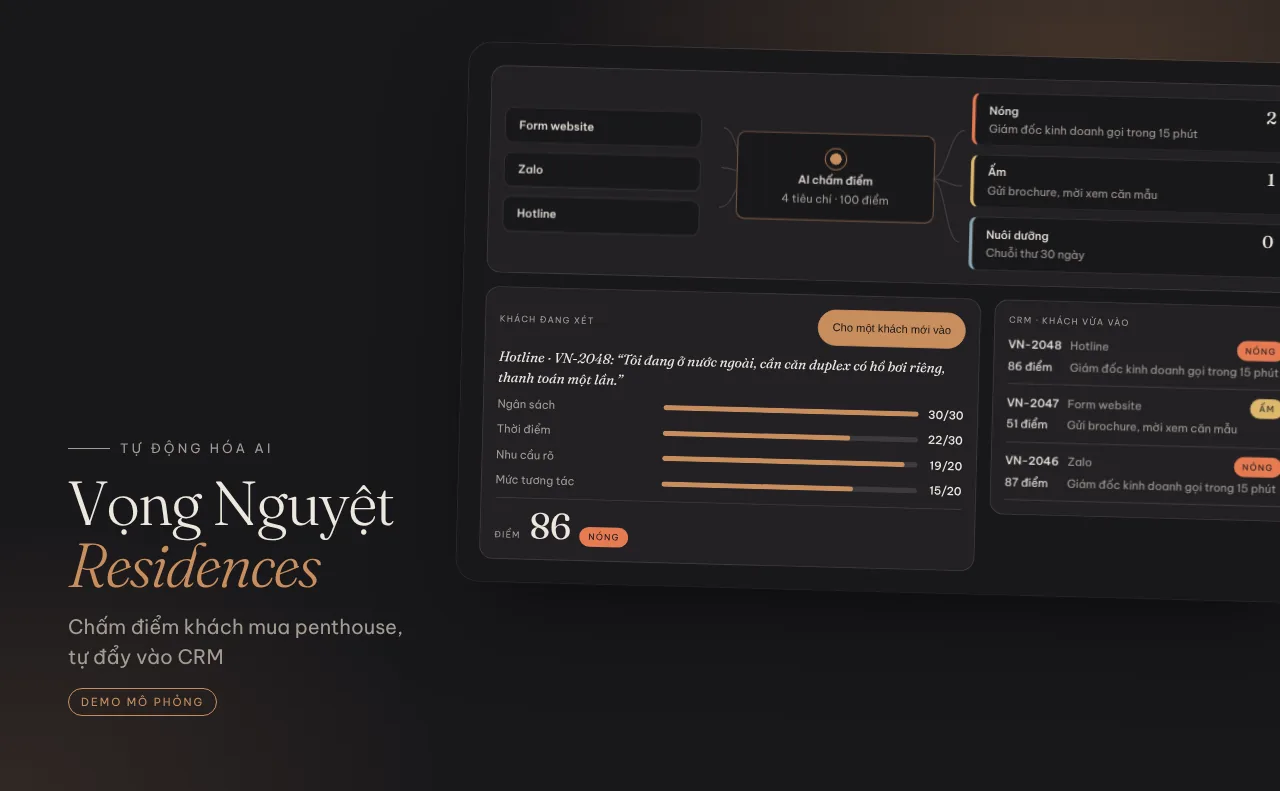 Form website
Zalo
Hotline
AI chấm điểm
4 tiêu chí · 100 điểm
Nóng
2
Giám đốc kinh doanh gọi trong 15 phút
Ấm
1
Gửi brochure, mời xem căn mẫu
Nuôi dưỡng
0
Chuỗi thư 30 ngày
KHÁCH ĐANG XÉT
Cho một khách mới vào
Hotline · VN-2048: “Tôi đang ở nước ngoài, cần căn duplex có hồ bơi riêng,
thanh toán một lần.”
Ngân sách 30/30
Thời điểm 22/30
Nhu cầu rõ 19/20
Mức tương tác 15/20
ĐIỂM 86 NÓNG
CRM · KHÁCH VỪA VÀO
VN-2048 Hotline NÓNG
86 điểm Giám đốc kinh doanh gọi trong 15 phút
VN-2047 Form website ẤM
51 điểm Gửi brochure, mời xem căn mẫu
VN-2046 Zalo NÓNG
87 điểm Giám đốc kinh doanh gọi trong 15 phút
TỰ ĐỘNG HÓA AI
Vọng Nguyệt
Residences
Chấm điểm khách mua penthouse,
tự đẩy vào CRM
DEMO MÔ PHỎNG